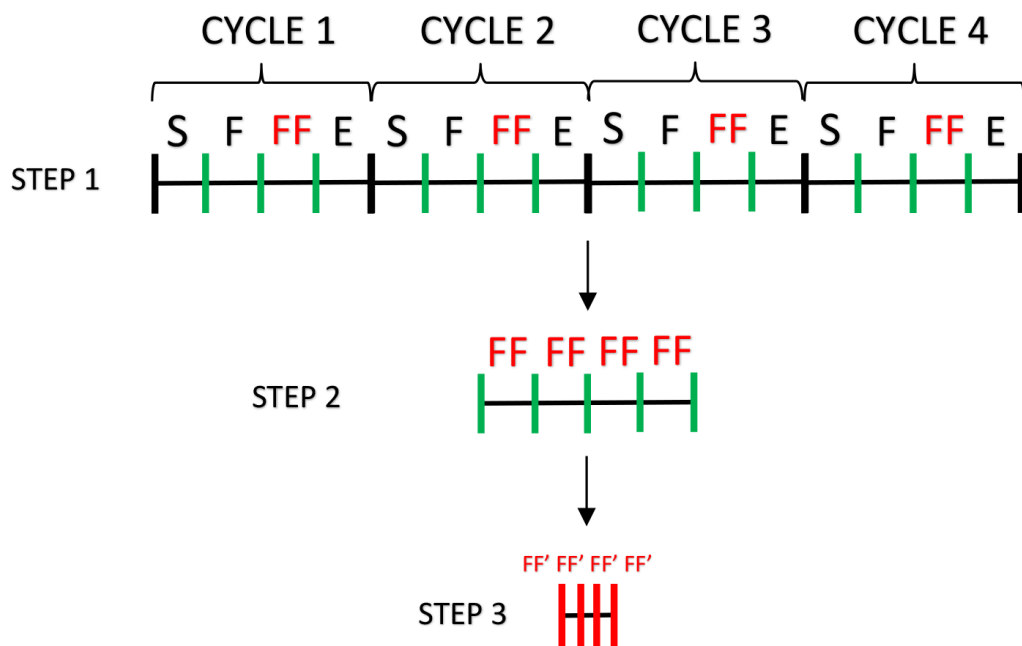 CYCLE 1 CYCLE 2 CYCLE 3 CYCLE 4
S F FF E S F FF E S F FF E S F FF E
STEP 1
FF FF FF FF
STEP 2
FF’ FF’ FF’ FF’
STEP 3